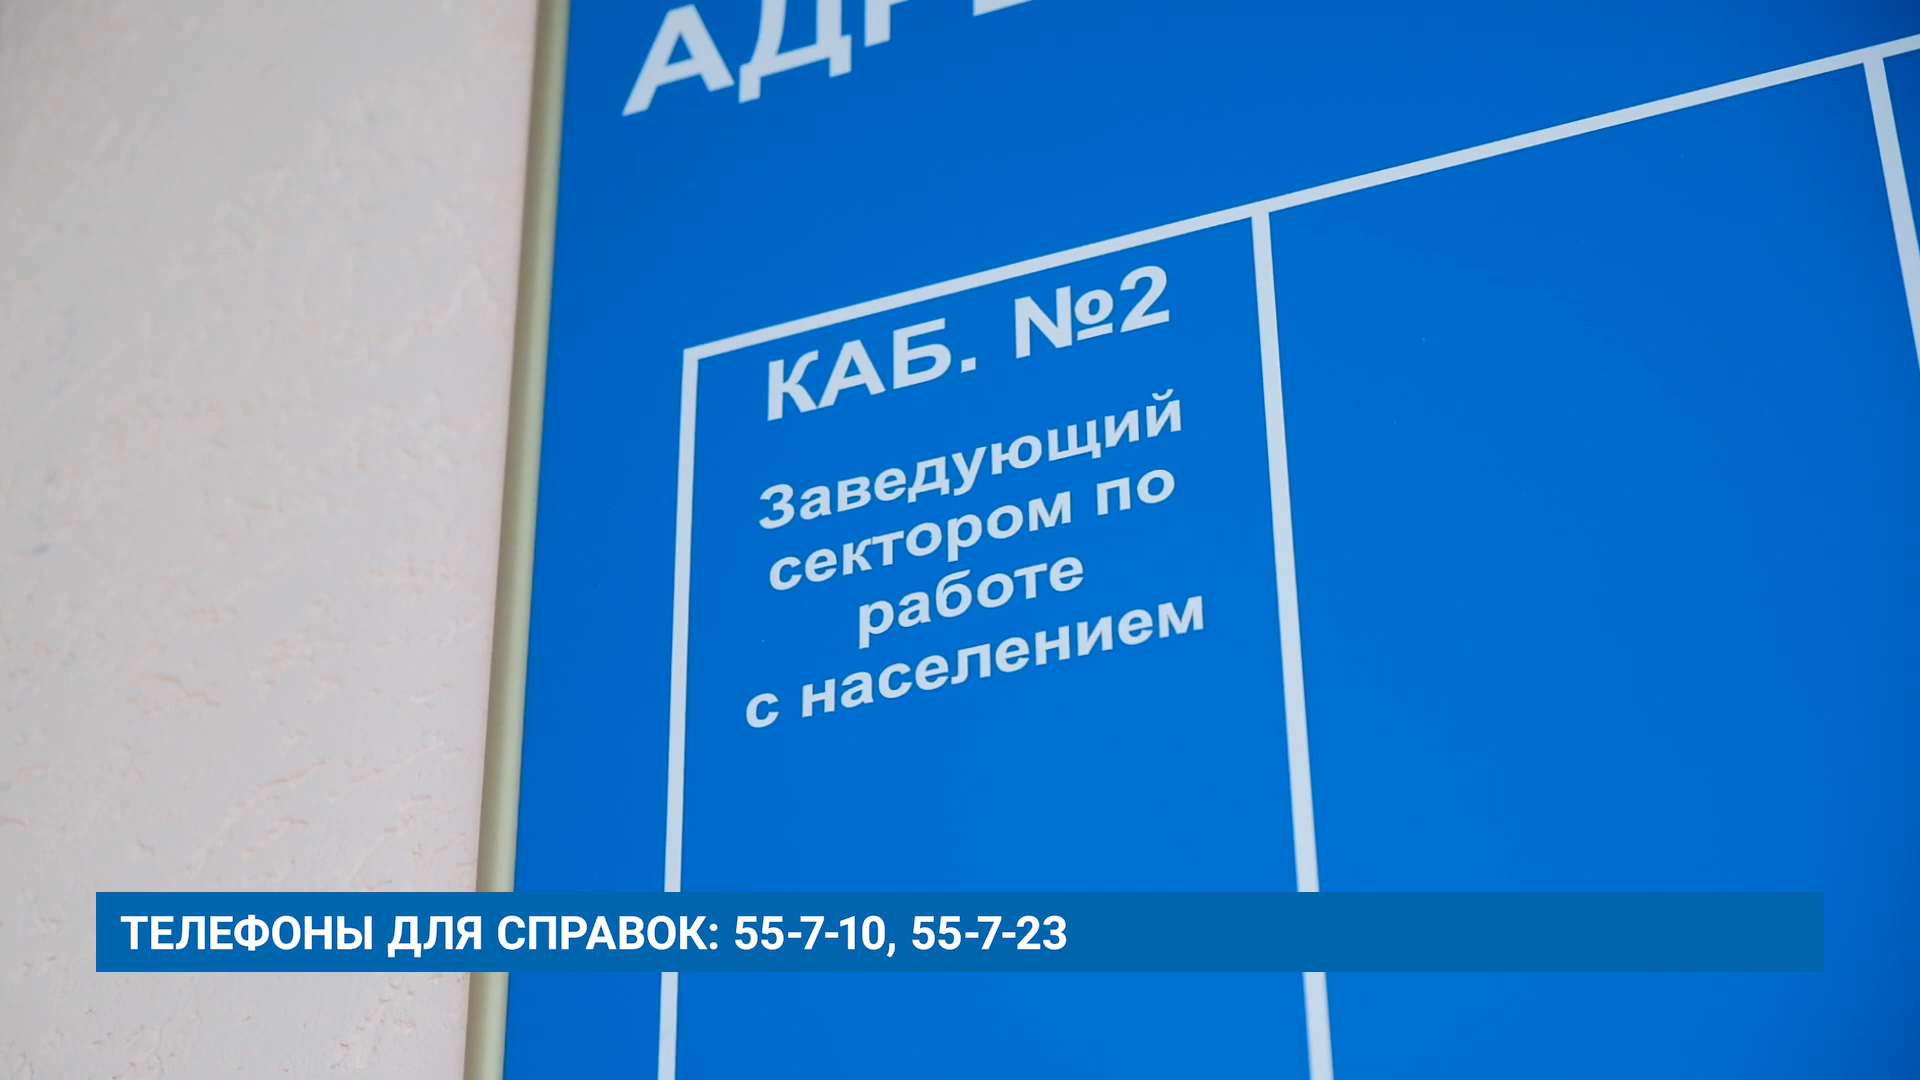 КАБ. №2
Заведующий
сектором по
работе
с населением
ТЕЛЕФОНЫ ДЛЯ СПРАВОК: 55-7-10, 55-7-23